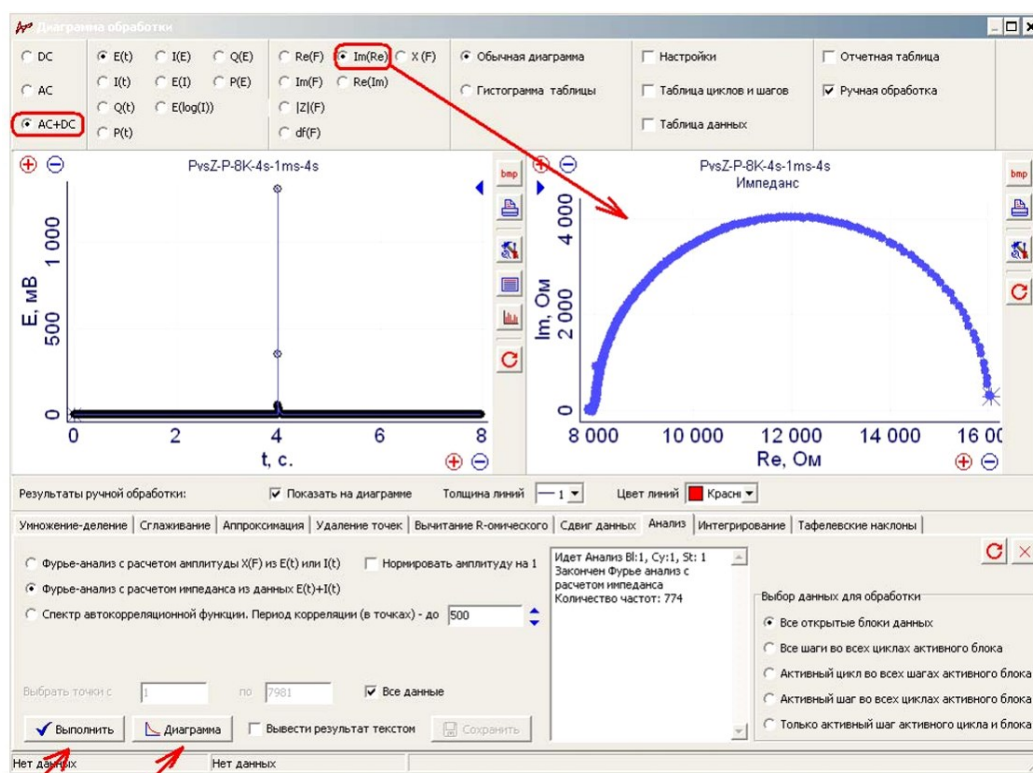 Диаграмма обработки
DC
AC
AC+DC
E(t) I(E) Q(E)
I(t) E(I) P(E)
Q(t) E(log(I))
P(t)
Re(F) Im(Re) X (F)
Im(F) Re(Im)
|Z|(F)
df(F)
Обычная диаграмма
Гистограмма таблицы
Настройки
Таблица циклов и шагов
Таблица данных
Отчетная таблица
Ручная обработка
PvsZ-P-8K-4s-1ms-4s
E, мВ
1 000
500
0
0 2 4 6 8
t, с.
bmp
PvsZ-P-8K-4s-1ms-4s
Импеданс
Im, Ом
4 000
2 000
0
8 000 10 000 12 000 14 000 16 00
Re, Ом
bmp
Результаты ручной обработки: Показать на диаграмме Толщина линий 1 Цвет линий Красн
Умножение-деление Сглаживание Аппроксимация Удаление точек Вычитание R-омического Сдвиг данных Анализ Интегрирование Тафелевские наклоны
Фурье-анализ с расчетом амплитуды X(F) из E(t) или I(t) Нормировать амплитуду на 1
Фурье-анализ с расчетом импеданса из данных E(t)+I(t)
Спектр автокорреляционной функции. Период корреляции (в точках) - до 500
Выбрать точки с 1 по 7981 Все данные
Выполнить Диаграмма Вывести результат текстом Сохранить
Идет Анализ Bl:1, Cy:1, St: 1
Закончен Фурье анализ с
расчетом импеданса
Количество частот: 774
Выбор данных для обработки
Все открытые блоки данных
Все шаги во всех циклах активного блока
Активный цикл во всех шагах активного блока
Активный шаг во всех циклах активного блока
Только активный шаг активного цикла и блока
Нет данных Нет данных